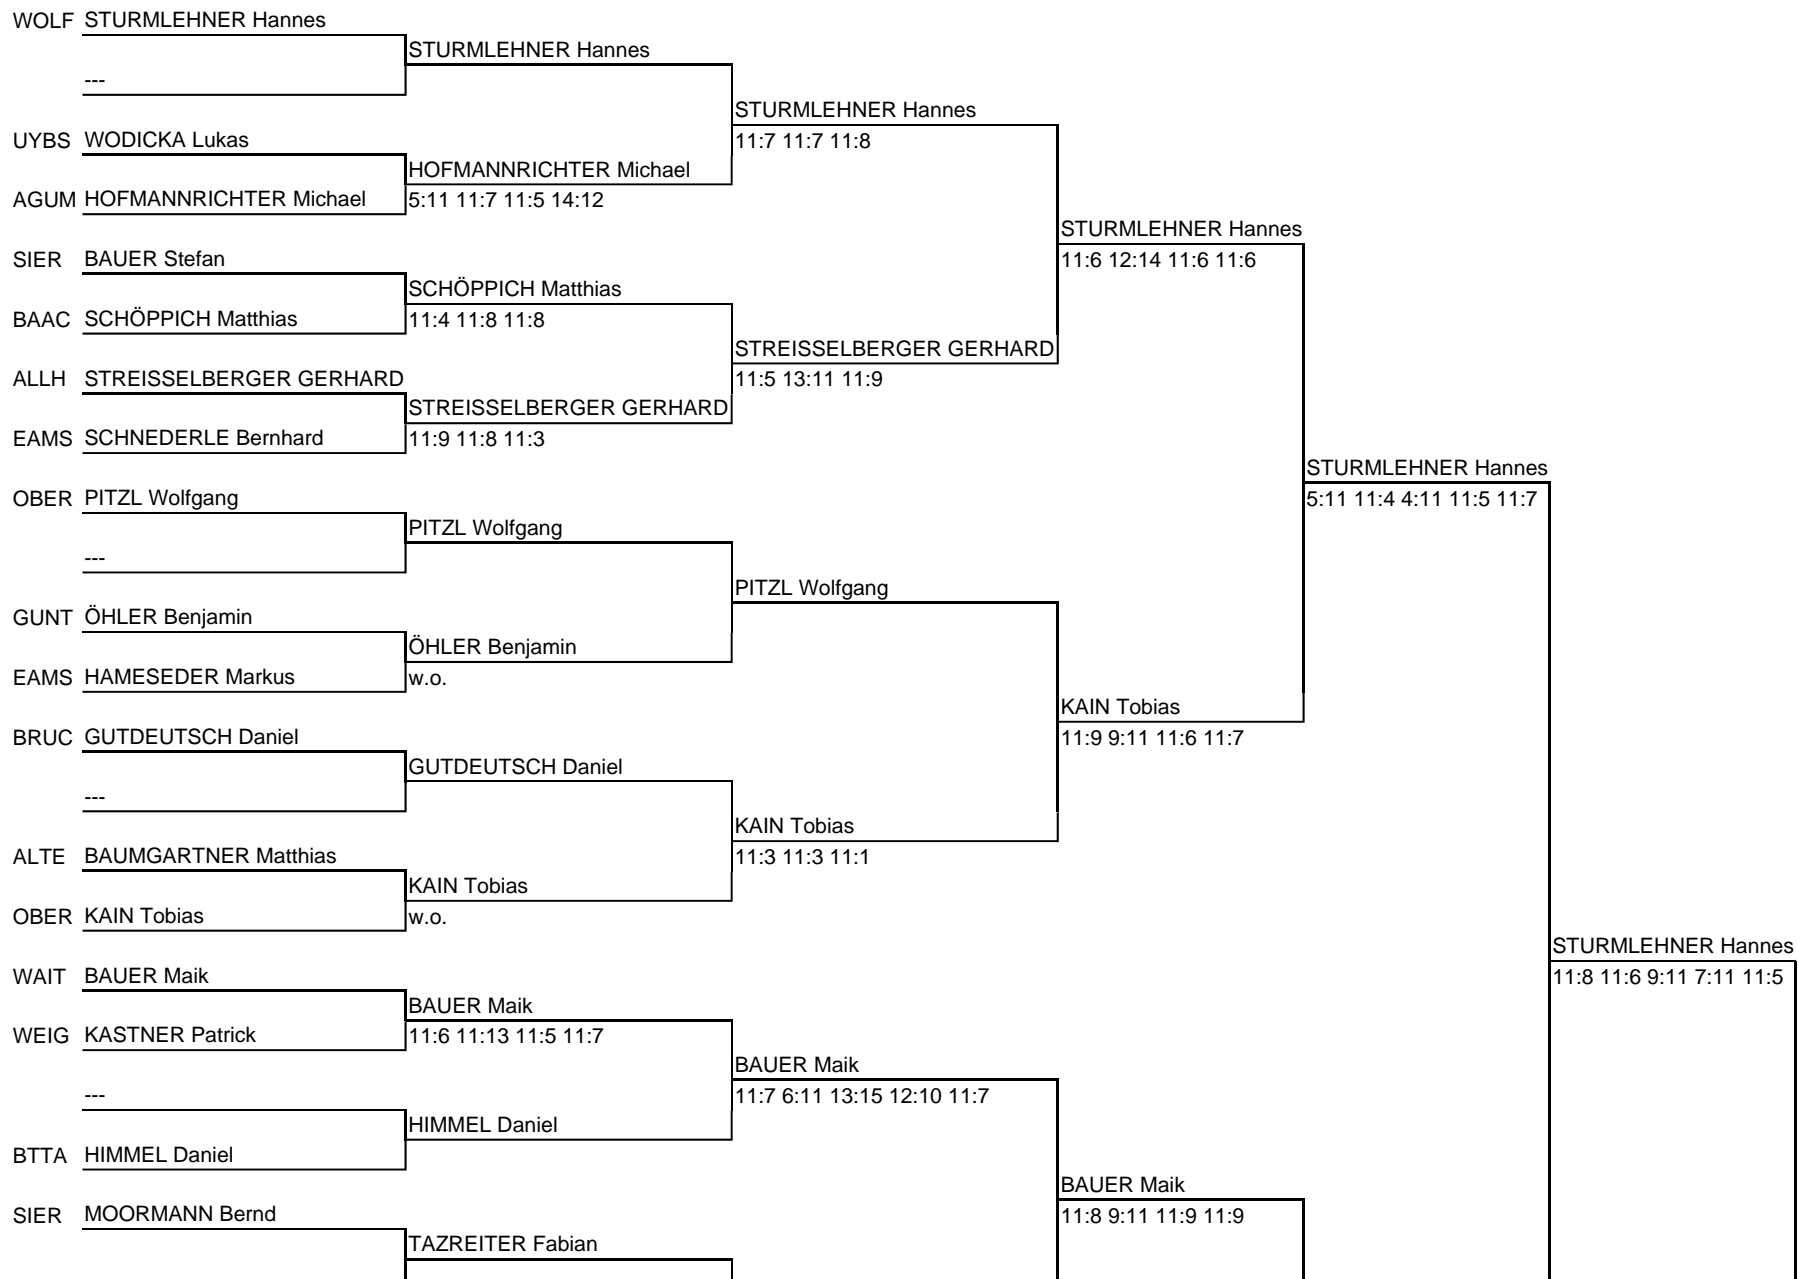 WOLF STURMLEHNER Hannes
STURMLEHNER Hannes
---
STURMLEHNER Hannes
UYBS WODICKA Lukas
11:7 11:7 11:8
HOFMANNRICHTER Michael
AGUM HOFMANNRICHTER Michael
5:11 11:7 11:5 14:12
STURMLEHNER Hannes
SIER BAUER Stefan
11:6 12:14 11:6 11:6
SCHÖPPICH Matthias
BAAC SCHÖPPICH Matthias
11:4 11:8 11:8
STREISSELBERGER GERHARD
ALLH STREISSELBERGER GERHARD
11:5 13:11 11:9
STREISSELBERGER GERHARD
EAMS SCHNEDERLE Bernhard
11:9 11:8 11:3
STURMLEHNER Hannes
OBER PITZL Wolfgang
5:11 11:4 4:11 11:5 11:7
PITZL Wolfgang
---
PITZL Wolfgang
GUNT ÖHLER Benjamin
ÖHLER Benjamin
EAMS HAMESEDER Markus
w.o.
KAIN Tobias
BRUC GUTDEUTSCH Daniel
11:9 9:11 11:6 11:7
GUTDEUTSCH Daniel
---
KAIN Tobias
ALTE BAUMGARTNER Matthias
11:3 11:3 11:1
KAIN Tobias
OBER KAIN Tobias
w.o.
STURMLEHNER Hannes
WAIT BAUER Maik
11:8 11:6 9:11 7:11 11:5
BAUER Maik
WEIG KASTNER Patrick
11:6 11:13 11:5 11:7
BAUER Maik
---
11:7 6:11 13:15 12:10 11:7
HIMMEL Daniel
BTTA HIMMEL Daniel
BAUER Maik
SIER MOORMANN Bernd
11:8 9:11 11:9 11:9
TAZREITER Fabian